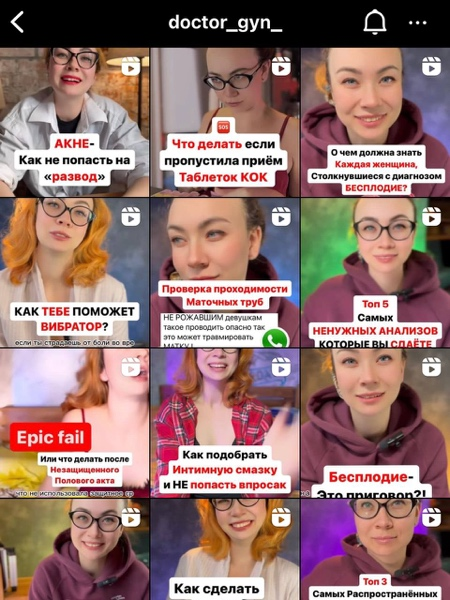 doctor_gyn_
АКНЕ-
Как не попасть на
«развод»
SOS
Что делать если
пропустила приём
Таблеток КОК
О чем должна знать
Каждая женщина,
Столкнувшиеся с диагнозом
БЕСПЛОДИЕ?
КАК ТЕБЕ ПОМОЖЕТ
ВИБРАТОР?
если ты страдаешь от боли во вре
Проверка проходимости
Маточных труб
НЕ РОЖАВШИМ девушкам
такое проводить опасно так
это может травмировать
МАТКУ!
Топ 5
Самых
НЕНУЖНЫХ АНАЛИЗОВ
КОТОРЫЕ ВЫ СДАЁТЕ
Epic fail
Или что делать после
Незащищенного
Полового акта
что не использовала защитное ср
Как подобрать
Интимную смазку
и НЕ попасть впросак
Бесплодие-
Это приговор?!
Как сделать
Топ 3
Самых Распространённых